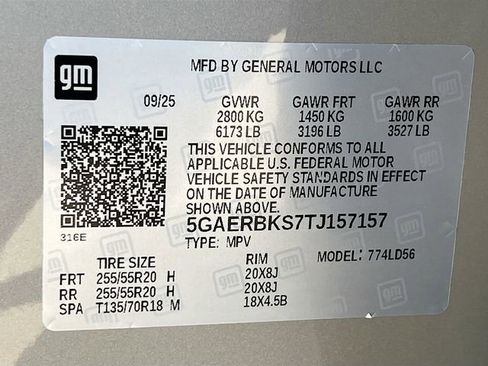 gm
MFD BY GENERAL MOTORS LLC
09/25 GVWR GAWR FRT GAWR RR
2800 KG 1450 KG 1600 KG
6173 LB 3196 LB 3527 LB
THIS VEHICLE CONFORMS TO ALL
APPLICABLE U.S. FEDERAL MOTOR
VEHICLE SAFETY STANDARDS IN EFFECT
ON THE DATE OF MANUFACTURE
SHOWN ABOVE.
316E
5GAERBKS7TJ157157
TYPE: MPV
TIRE SIZE RIM MODEL: 774LD56
FRT 255/55R20 H 20X8J
RR 255/55R20 H 20X8J
SPA T135/70R18 M 18X4.5B